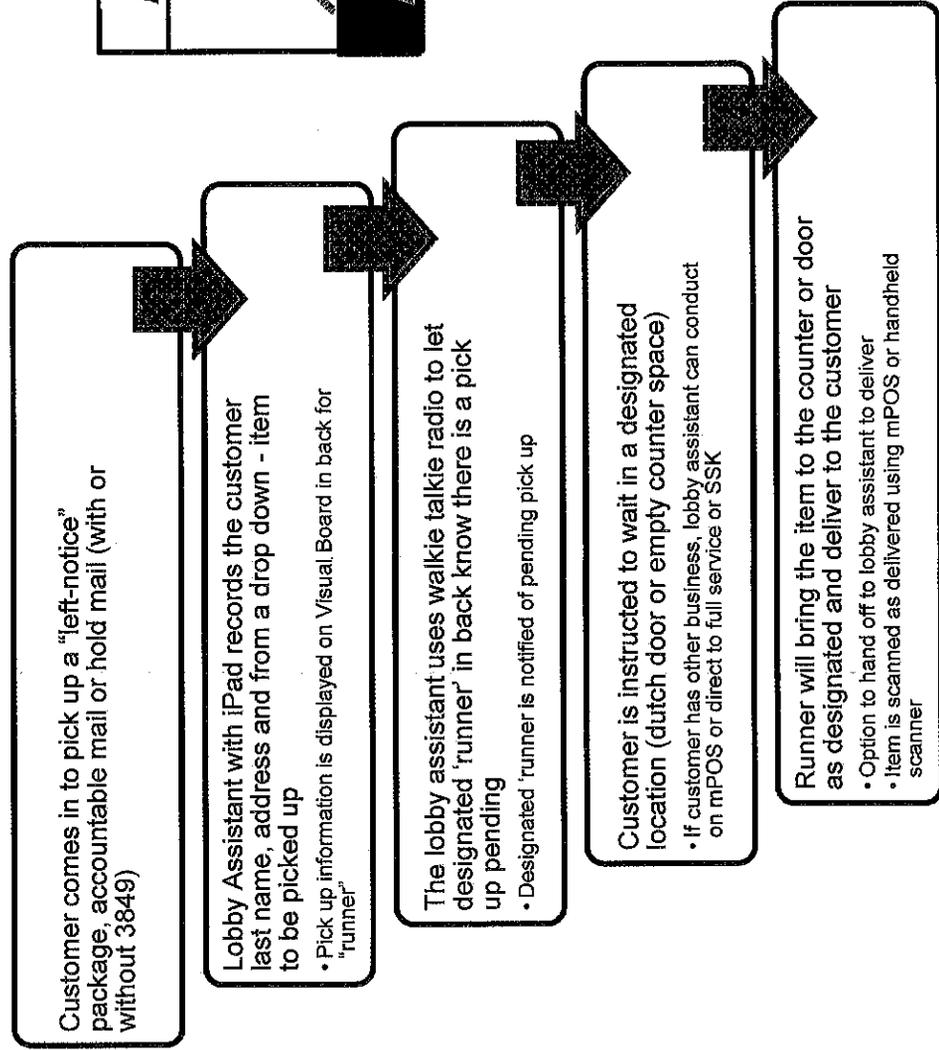 Customer comes in to pick up a “left-notice”
package, accountable mail or hold mail (with or
without 3849)
Lobby Assistant with iPad records the customer
last name, address and from a drop down - item
to be picked up
• Pick up information is displayed on Visual Board in back for
“runner”
The lobby assistant uses walkie talkie radio to let
designated ‘runner’ in back know there is a pick
up pending
• Designated ‘runner is notified of pending pick up
Customer is instructed to wait in a designated
location (dutch door or empty counter space)
• If customer has other business, lobby assistant can conduct
on mPOS or direct to full service or SSK
Runner will bring the item to the counter or door
as designated and deliver to the customer
• Option to hand off to lobby assistant to deliver
• Item is scanned as delivered using mPOS or handheld
scanner